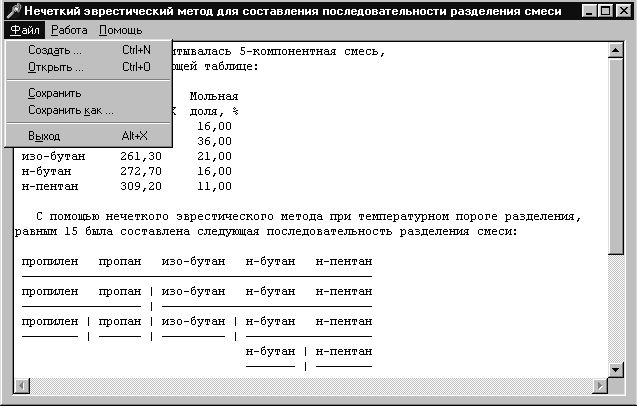 Нечеткий эврестический метод для составления последовательности разделения смеси
Файл Работа Помощь
Создать ... Ctrl+N
Открыть ... Ctrl+O
Сохранить
Сохранить как ...
Выход Alt+X
итывалась 5-компонентная смесь,
ющей таблице:
Мольная
К доля, %
16,00
36,00
изо-бутан 261,30 21,00
н-бутан 272,70 16,00
н-пентан 309,20 11,00
С помощью нечеткого эврестического метода при температурном пороге разделения,
равным 15 была составлена следующая последовательность разделения смеси:
пропилен пропан изо-бутан н-бутан н-пентан
пропилен пропан | изо-бутан н-бутан н-пентан
пропилен | пропан | изо-бутан | н-бутан н-пентан
н-бутан | н-пентан